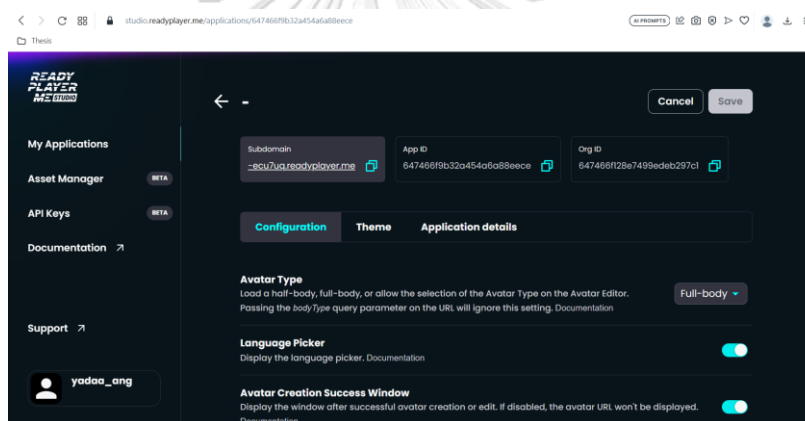 studio.readyplayer.me/applications/647466f9b32a454a6a88eece
AI PROMPTS
Thesis
READY
PLAYER
ME STUDIO
-
Cancel
Save
My Applications
Asset Manager BETA
API Keys BETA
Documentation
Support
yadaa_ang
Subdomain
-ecu7uq.readyplayer.me
App ID
647466f9b32a454a6a88eece
Org ID
647466f128e7499edeb297c1
Configuration Theme Application details
Avatar Type
Load a half-body, full-body, or allow the selection of the Avatar Type on the Avatar Editor.
Passing the bodyType query parameter on the URL will ignore this setting. Documentation
Full-body
Language Picker
Display the language picker. Documentation
Avatar Creation Success Window
Display the window after successful avatar creation or edit. If disabled, the avatar URL won't be displayed.
Documentation